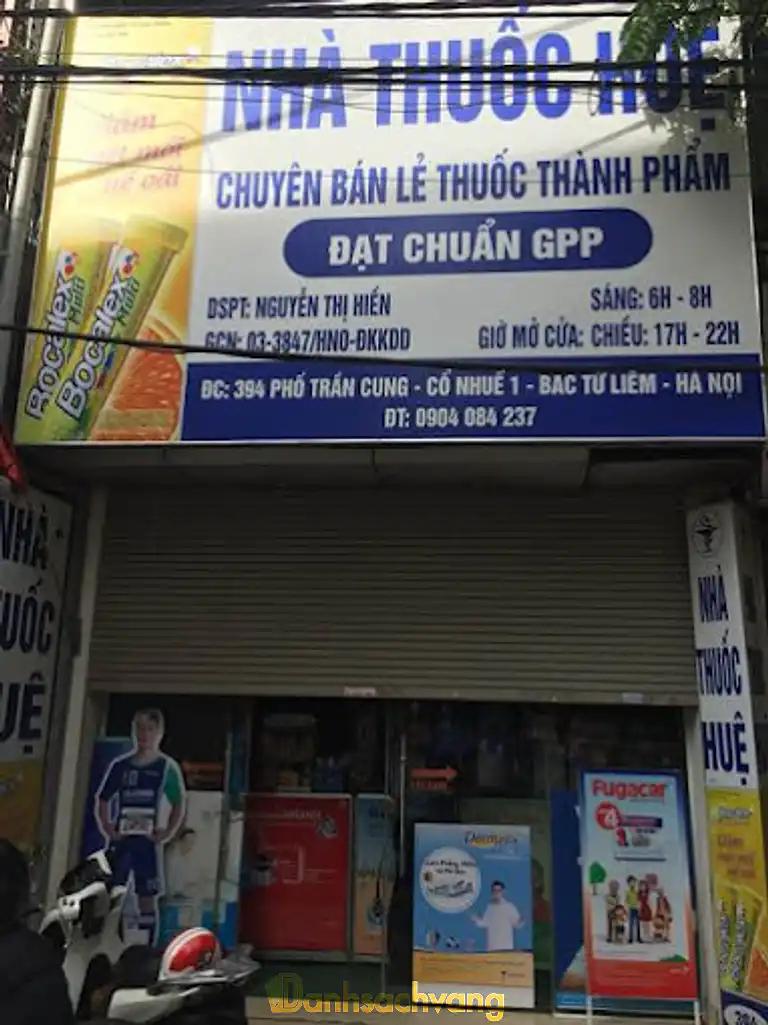 NHÀ THUỐC HUỆ
CHUYÊN BÁN LẺ THUỐC THÀNH PHẨM
ĐẠT CHUẨN GPP
DSPT: NGUYỄN THỊ HIỀN
SÁNG: 6H - 8H
GCN: 03-3847/HNO-ĐKKDD
GIỜ MỞ CỬA: CHIỀU: 17H - 22H
ĐC: 394 PHỐ TRẦN CUNG - CỔ NHUẾ 1 - BẮC TỪ LIÊM - HÀ NỘI
ĐT: 0904 084 237
Bocalex Multi
Bocalex Multi
NHÀ
THUỐC
HUỆ
NHÀ
THUỐC
HUỆ
Fugacar
Danhsachvang